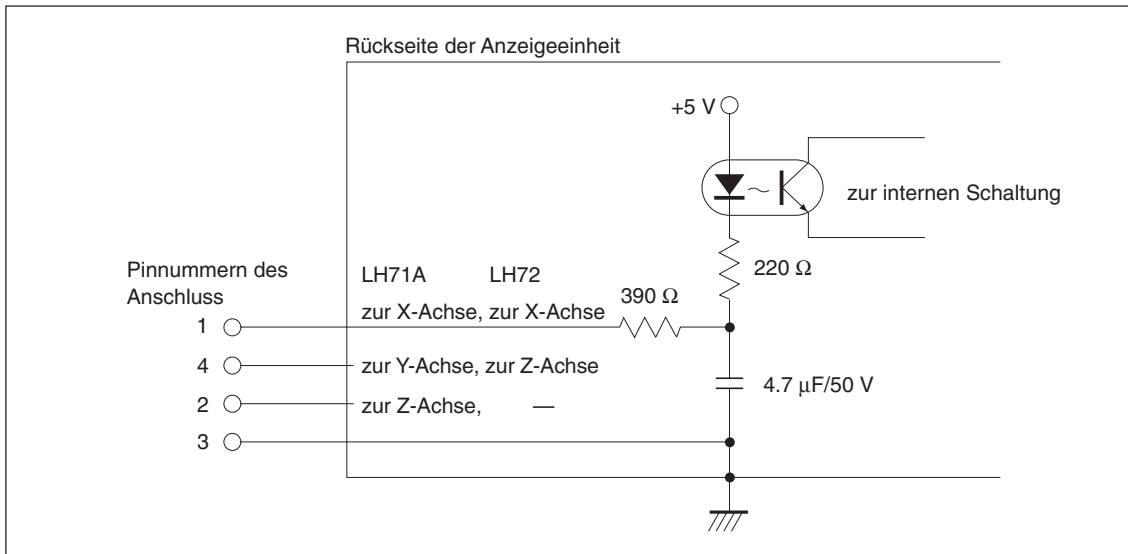 Rückseite der Anzeigeeinheit
+5 V
zur internen Schaltung
220 Ω
Pinnummern des
Anschluss
LH71A LH72
390 Ω
1 zur X-Achse, zur X-Achse
4 zur Y-Achse, zur Z-Achse
4.7 µF/50 V
2 zur Z-Achse, —
3